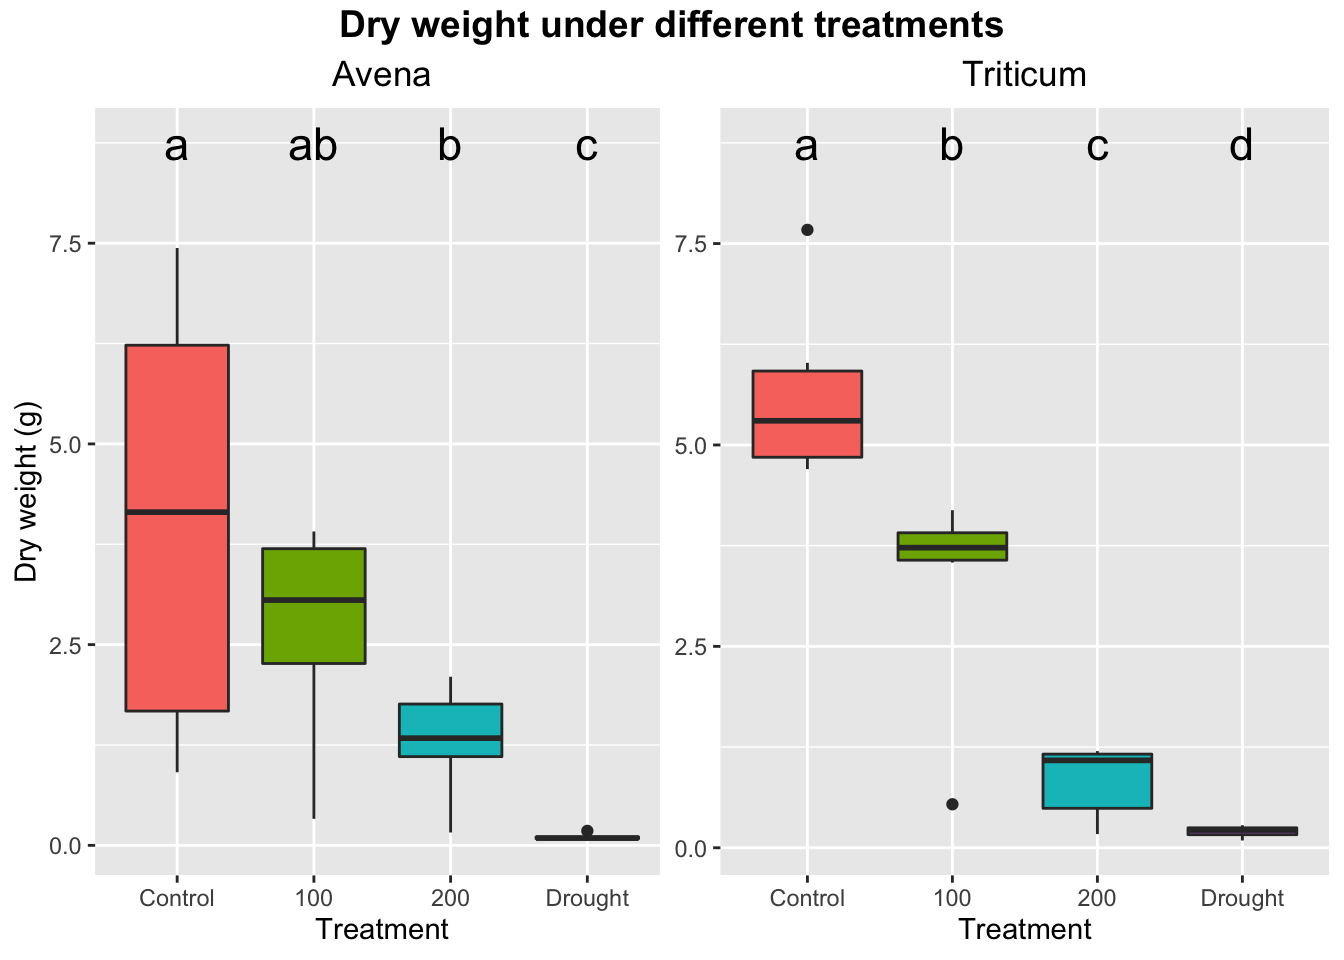 Dry weight under different treatments
Avena
a ab b c
Dry weight (g)
7.5
5.0
2.5
0.0
Control 100 200 Drought
Treatment
Triticum
a b c d
7.5
5.0
2.5
0.0
Control 100 200 Drought
Treatment